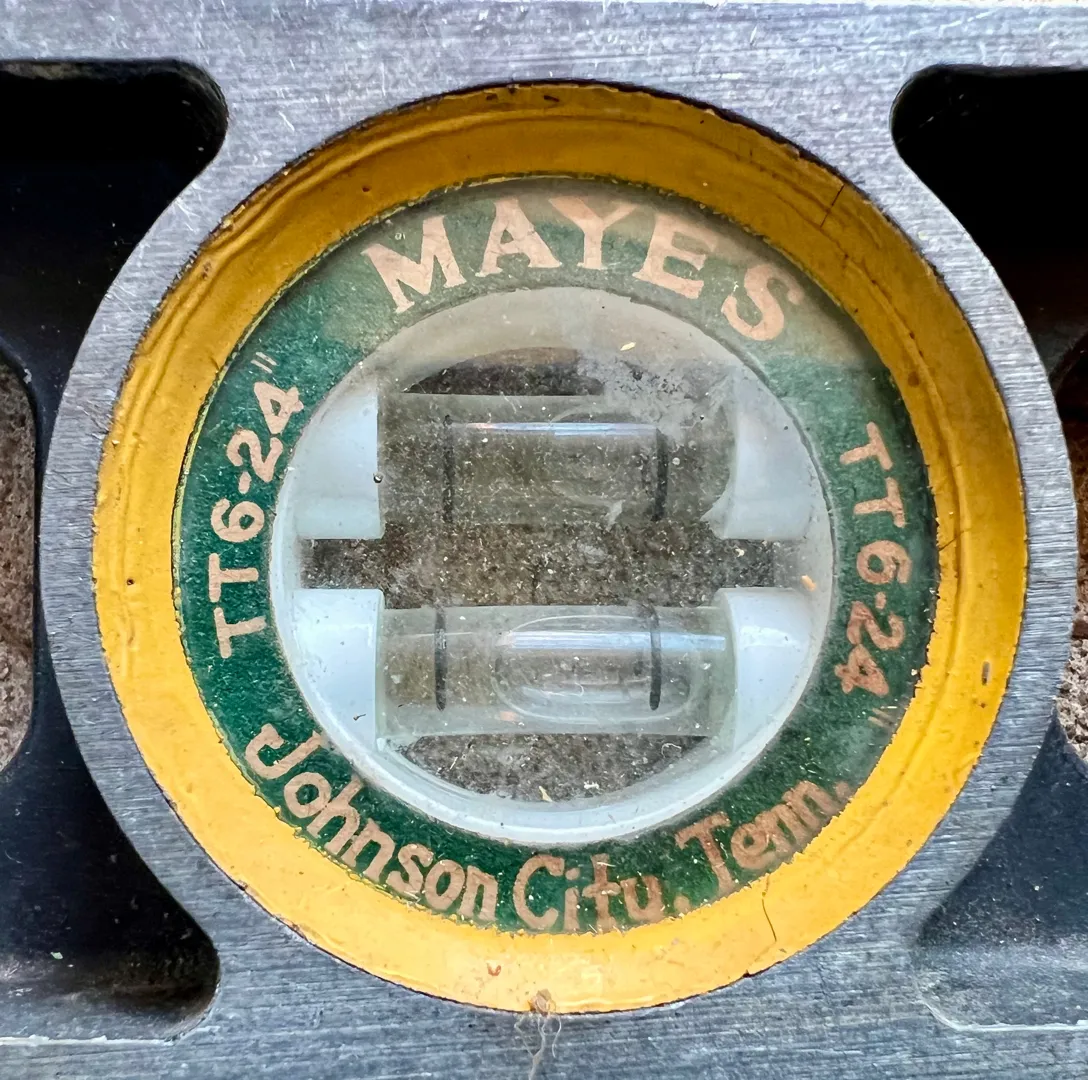 MAYES
TT6-24"
TT6-24"
Johnson City, Tenn.